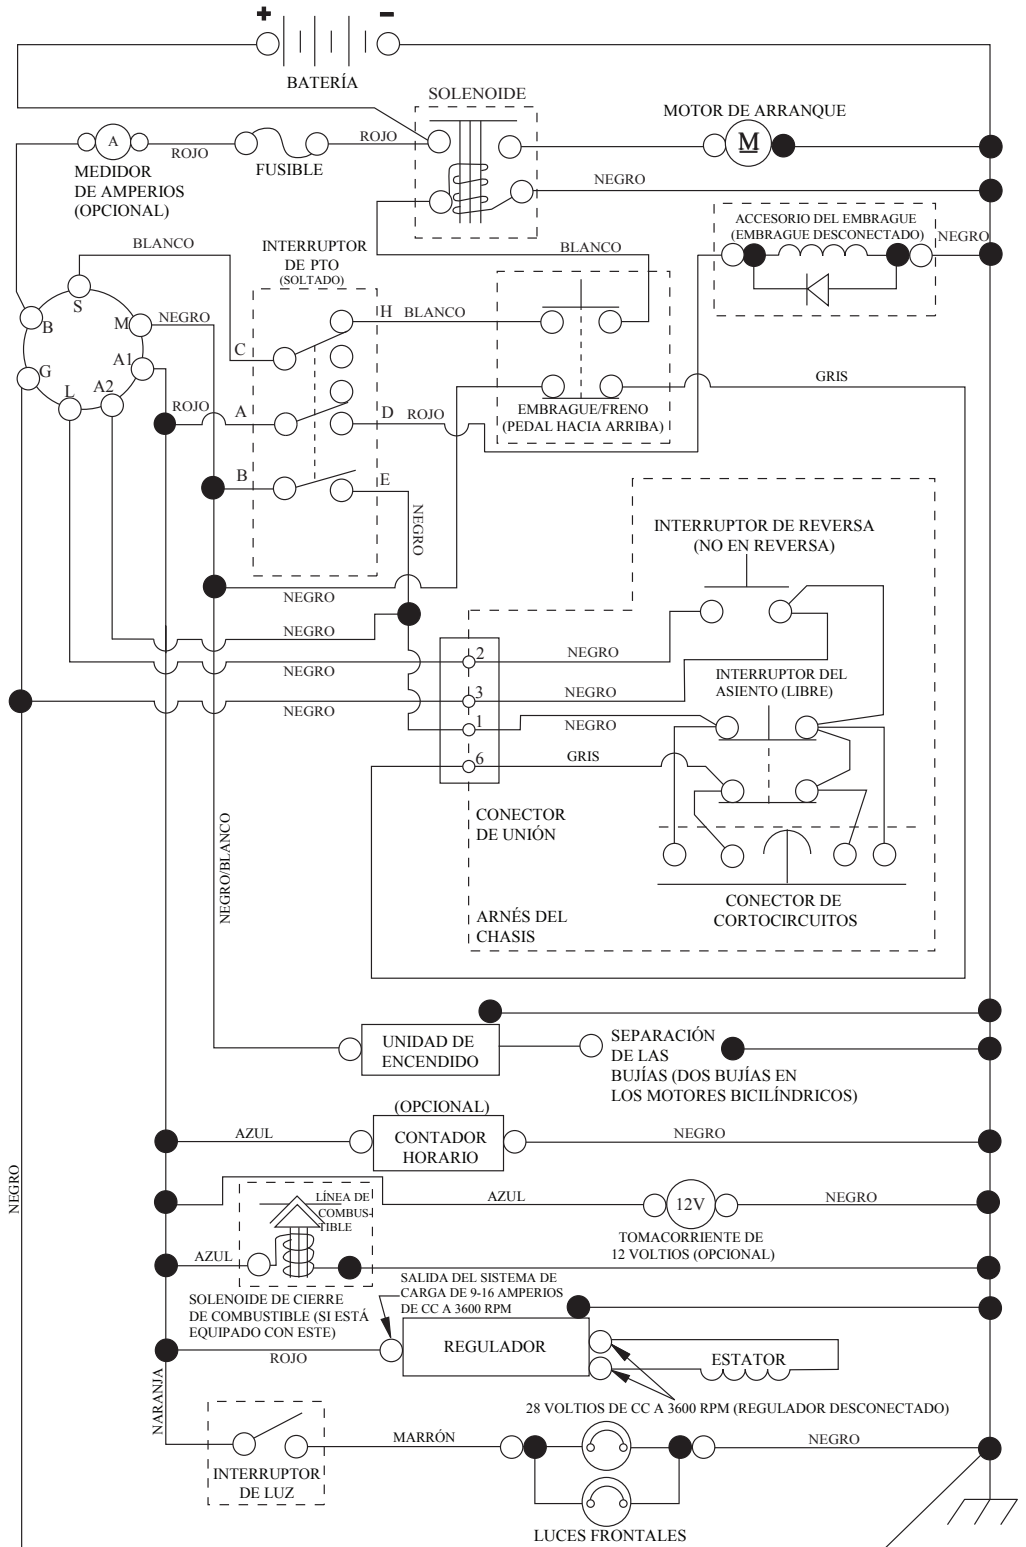 + -
BATERÍA
SOLENOIDE
MOTOR DE ARRANQUE
A
ROJO
ROJO
M
MEDIDOR
DE AMPERIOS
(OPCIONAL)
FUSIBLE
NEGRO
ACCESORIO DEL EMBRAGUE
(EMBRAGUE DESCONECTADO)
NEGRO
BLANCO
INTERRUPTOR
DE PTO
(SOLTADO)
BLANCO
S
B
M
NEGRO
H
BLANCO
C
G
A1
L
A2
ROJO
A
D
ROJO
GRIS
EMBRAGUE/FRENO
(PEDAL HACIA ARRIBA)
B
E
NEGRO
INTERRUPTOR DE REVERSA
(NO EN REVERSA)
NEGRO
NEGRO
NEGRO
2
NEGRO
INTERRUPTOR DEL
ASIENTO (LIBRE)
NEGRO
3
NEGRO
1
NEGRO
6
GRIS
CONECTOR
DE UNIÓN
NEGRO/BLANCO
ARNÉS DEL
CHASIS
CONECTOR DE
CORTOCIRCUITOS
UNIDAD DE
ENCENDIDO
SEPARACIÓN
DE LAS
BUJÍAS (DOS BUJÍAS EN
LOS MOTORES BICILÍNDRICOS)
(OPCIONAL)
AZUL
CONTADOR
HORARIO
NEGRO
NEGRO
LÍNEA DE
COMBUS-
TIBLE
AZUL
12V
NEGRO
TOMACORRIENTE DE
12 VOLTIOS (OPCIONAL)
AZUL
SOLENOIDE DE CIERRE
DE COMBUSTIBLE (SI ESTÁ
EQUIPADO CON ESTE)
SALIDA DEL SISTEMA DE
CARGA DE 9-16 AMPERIOS
DE CC A 3600 RPM
ROJO
REGULADOR
ESTATOR
28 VOLTIOS DE CC A 3600 RPM (REGULADOR DESCONECTADO)
NARANJA
MARRÓN
NEGRO
INTERRUPTOR
DE LUZ
LUCES FRONTALES